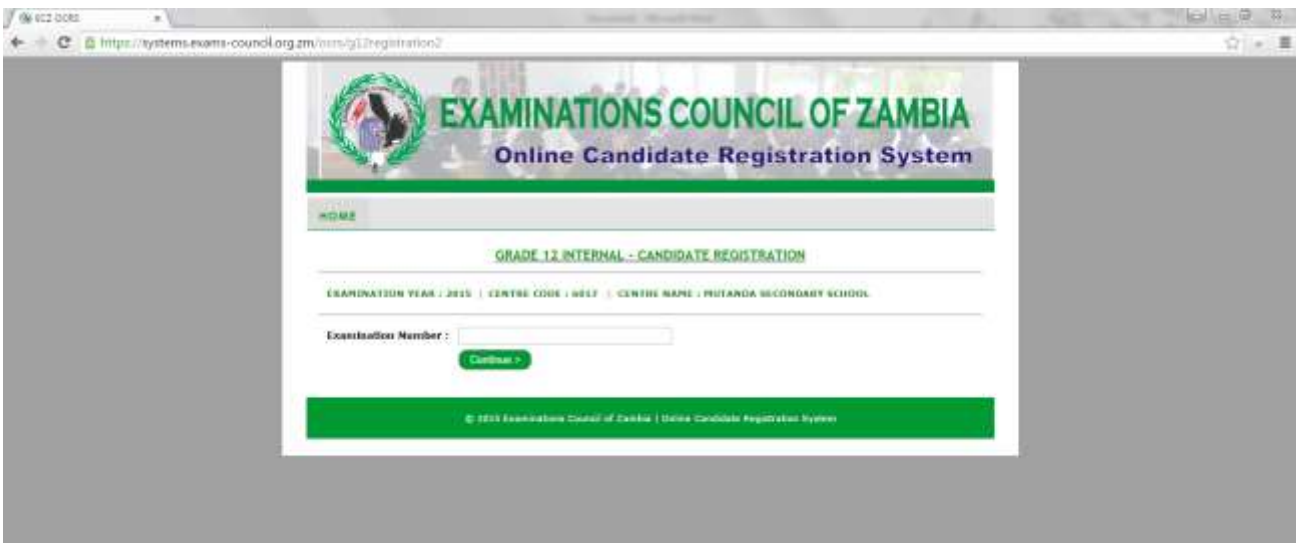 ECZ OCRS
https://systems.exams-council.org.zm/ocrs/g12registration2
EXAMINATIONS COUNCIL OF ZAMBIA
Online Candidate Registration System
HOME
GRADE 12 INTERNAL - CANDIDATE REGISTRATION
EXAMINATION YEAR : 2015 | CENTRE CODE : 6017 | CENTRE NAME : MUTANDA SECONDARY SCHOOL
Examination Number :
Continue >
© 2015 Examinations Council of Zambia | Online Candidate Registration System